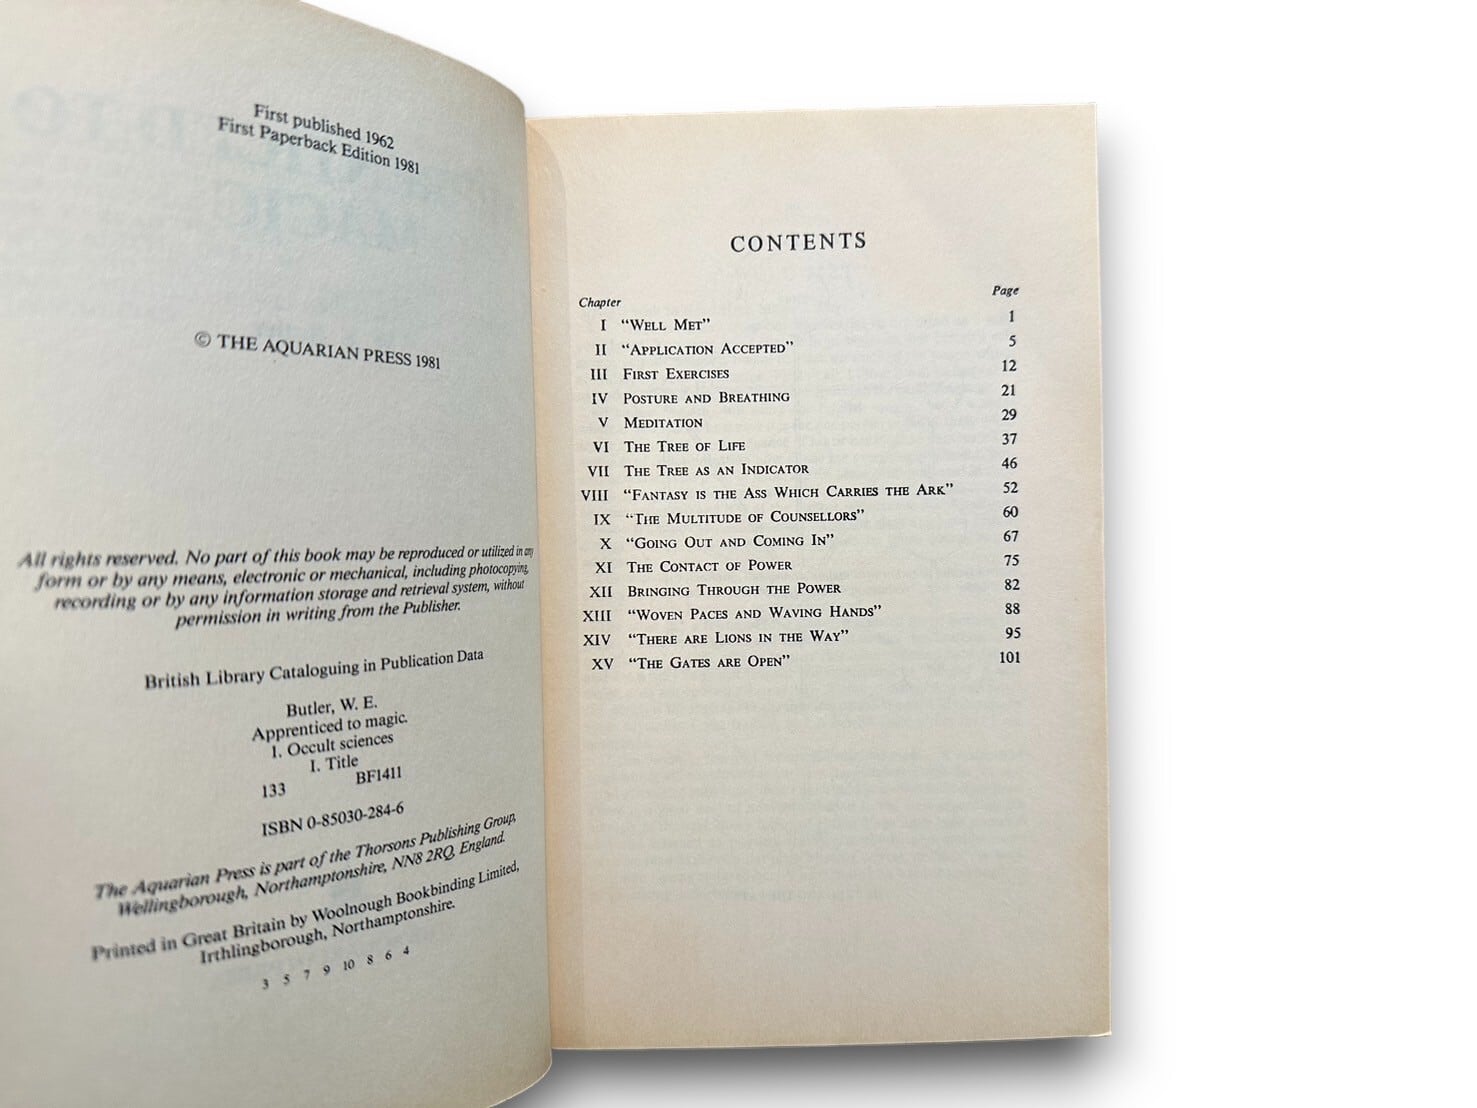 First published 1962
First Paperback Edition 1981
© THE AQUARIAN PRESS 1981
All rights reserved. No part of this book may be reproduced or utilized in any
form or by any means, electronic or mechanical, including photocopying,
recording or by any information storage and retrieval system, without
permission in writing from the Publisher.
British Library Cataloguing in Publication Data
Butler, W. E.
Apprenticed to magic.
1. Occult sciences
I. Title
133 BF1411
ISBN 0-85030-284-6
The Aquarian Press is part of the Thorsons Publishing Group,
Wellingborough, Northamptonshire, NN8 2RQ, England.
Printed in Great Britain by Woolnough Bookbinding Limited,
Irthlingborough, Northamptonshire.
3 5 7 9 10 8 6 4
CONTENTS
Chapter Page
I "WELL MET" 1
II "APPLICATION ACCEPTED" 5
III FIRST EXERCISES 12
IV POSTURE AND BREATHING 21
V MEDITATION 29
VI THE TREE OF LIFE 37
VII THE TREE AS AN INDICATOR 46
VIII "FANTASY IS THE ASS WHICH CARRIES THE ARK" 52
IX "THE MULTITUDE OF COUNSELLORS" 60
X "GOING OUT AND COMING IN" 67
XI THE CONTACT OF POWER 75
XII BRINGING THROUGH THE POWER 82
XIII "WOVEN PACES AND WAVING HANDS" 88
XIV "THERE ARE LIONS IN THE WAY" 95
XV "THE GATES ARE OPEN" 101